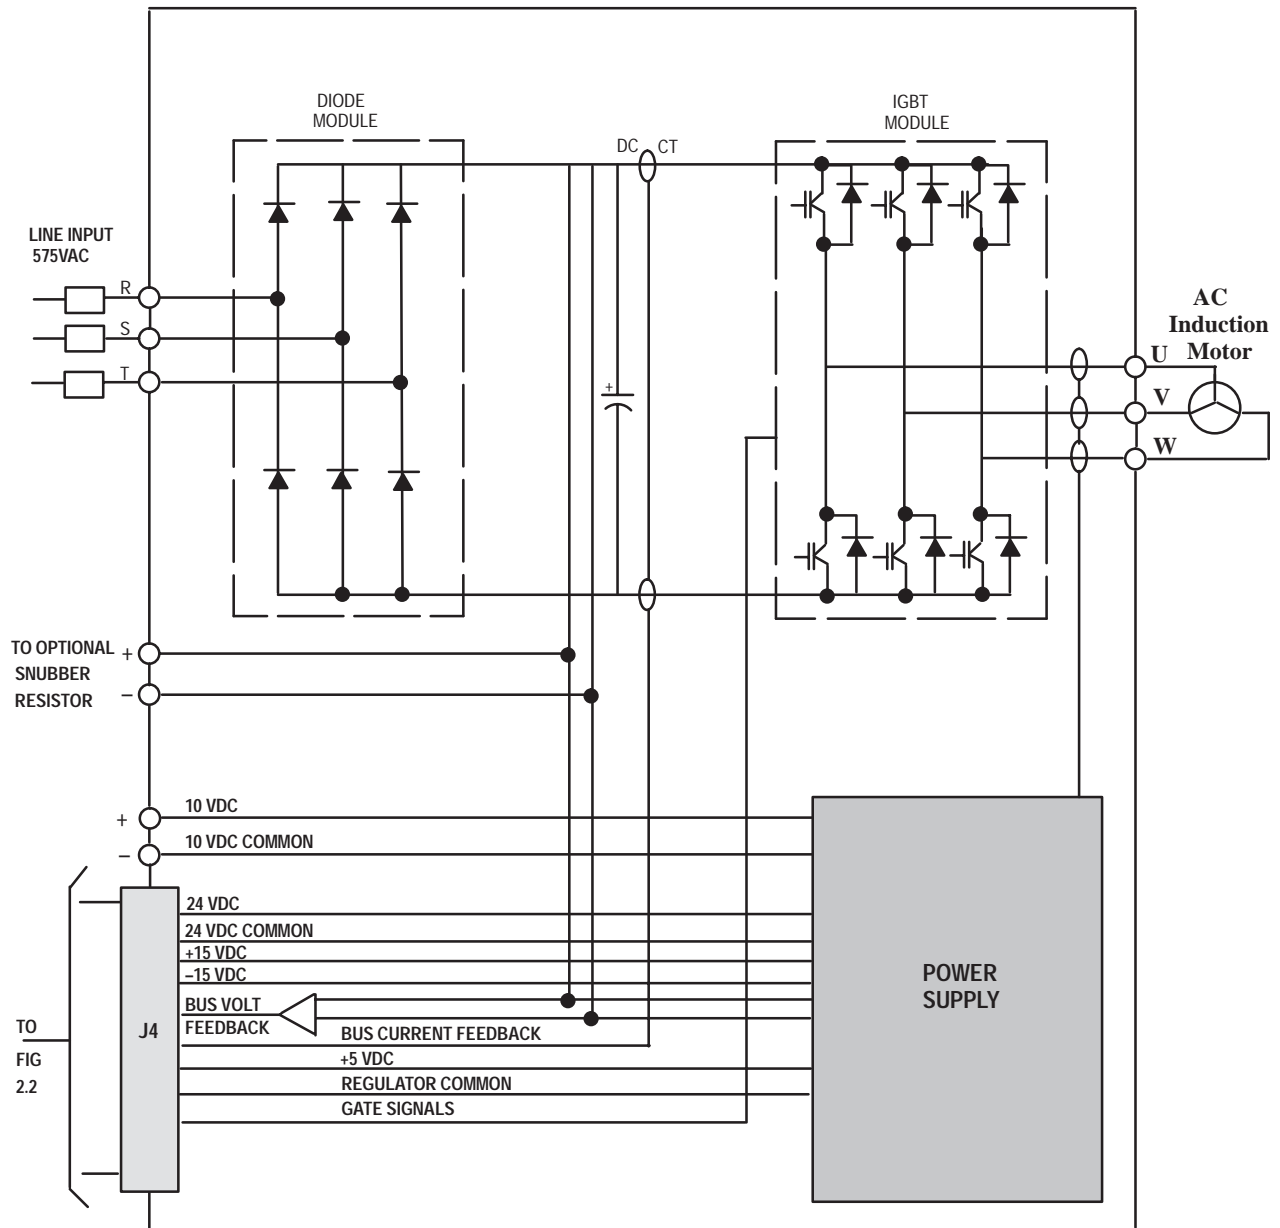 DIODE
MODULE
IGBT
MODULE
DC CT
LINE INPUT
575VAC
R
S
T
+
AC
Induction
Motor
U
V
W
TO OPTIONAL
SNUBBER
RESISTOR
+
–
+
–
10 VDC
10 VDC COMMON
24 VDC
24 VDC COMMON
+15 VDC
–15 VDC
BUS VOLT
FEEDBACK
BUS CURRENT FEEDBACK
+5 VDC
REGULATOR COMMON
GATE SIGNALS
J4
TO
FIG
2.2
POWER
SUPPLY